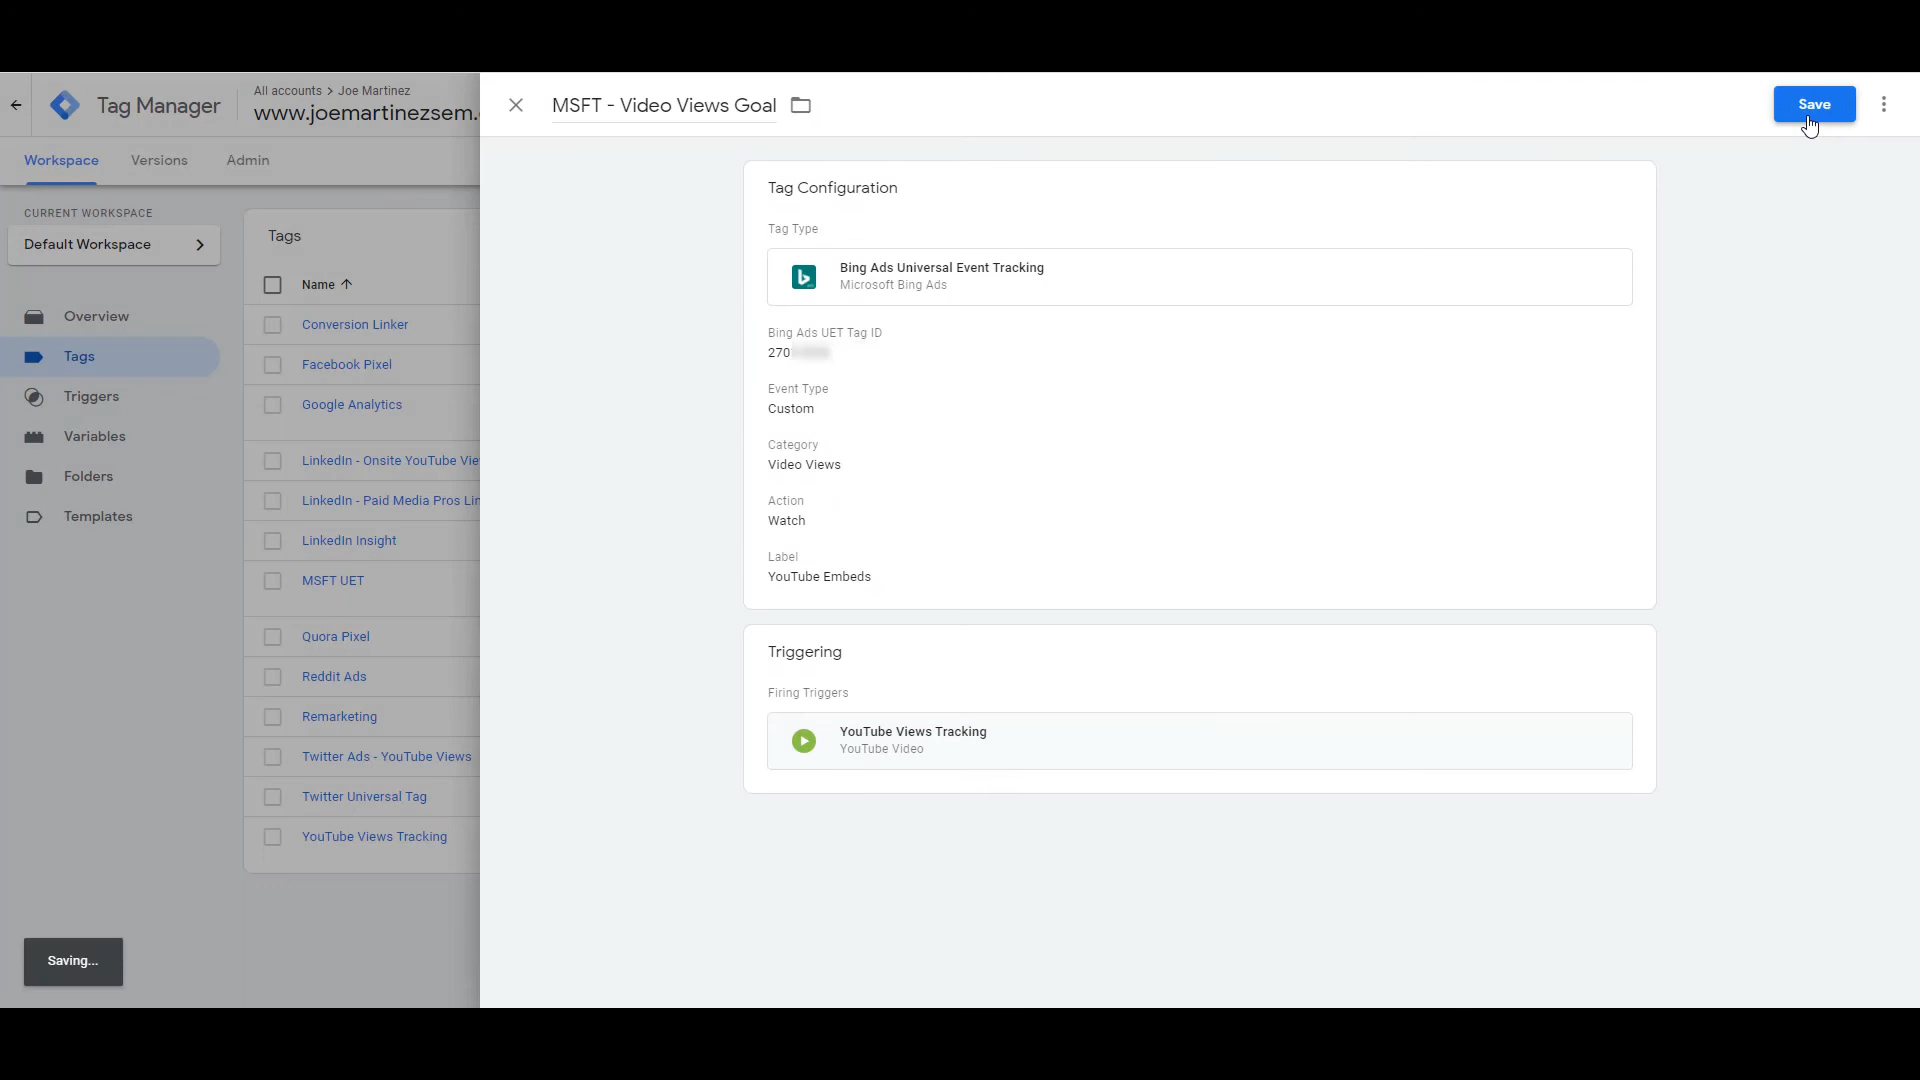 Tag Manager
All accounts > Joe Martinez
www.joemartinezsem.
Workspace
Versions
Admin
CURRENT WORKSPACE
Default Workspace
Overview
Tags
Triggers
Variables
Folders
Templates
Tags
Name
Conversion Linker
Facebook Pixel
Google Analytics
LinkedIn - Onsite YouTube Vie
LinkedIn - Paid Media Pros Lin
LinkedIn Insight
MSFT UET
Quora Pixel
Reddit Ads
Remarketing
Twitter Ads - YouTube Views
Twitter Universal Tag
YouTube Views Tracking
Saving...
MSFT - Video Views Goal
Save
Tag Configuration
Tag Type
Bing Ads Universal Event Tracking
Microsoft Bing Ads
Bing Ads UET Tag ID
270
Event Type
Custom
Category
Video Views
Action
Watch
Label
YouTube Embeds
Triggering
Firing Triggers
YouTube Views Tracking
YouTube Video